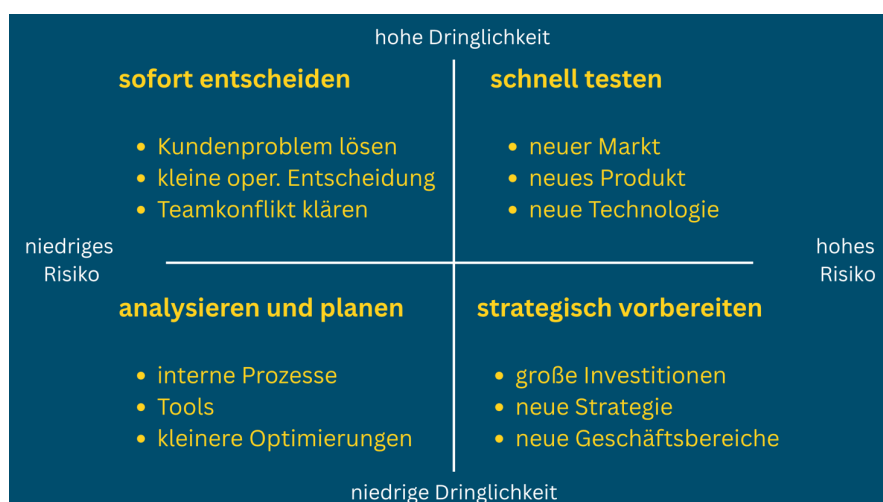 hohe Dringlichkeit
sofort entscheiden
• Kundenproblem lösen
• kleine oper. Entscheidung
• Teamkonflikt klären
schnell testen
• neuer Markt
• neues Produkt
• neue Technologie
niedriges
Risiko
hohes
Risiko
analysieren und planen
• interne Prozesse
• Tools
• kleinere Optimierungen
strategisch vorbereiten
• große Investitionen
• neue Strategie
• neue Geschäftsbereiche
niedrige Dringlichkeit